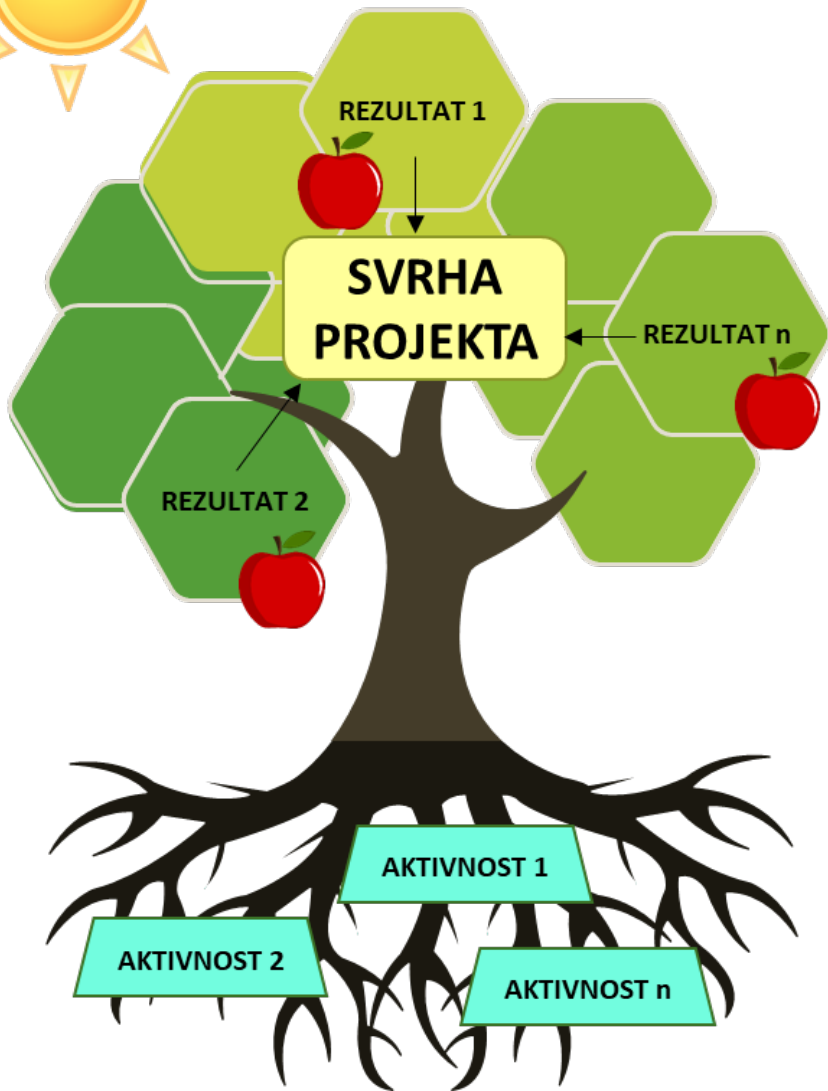 REZULTAT 1
SVRHA
PROJEKTA
REZULTAT n
REZULTAT 2
AKTIVNOST 1
AKTIVNOST 2
AKTIVNOST n